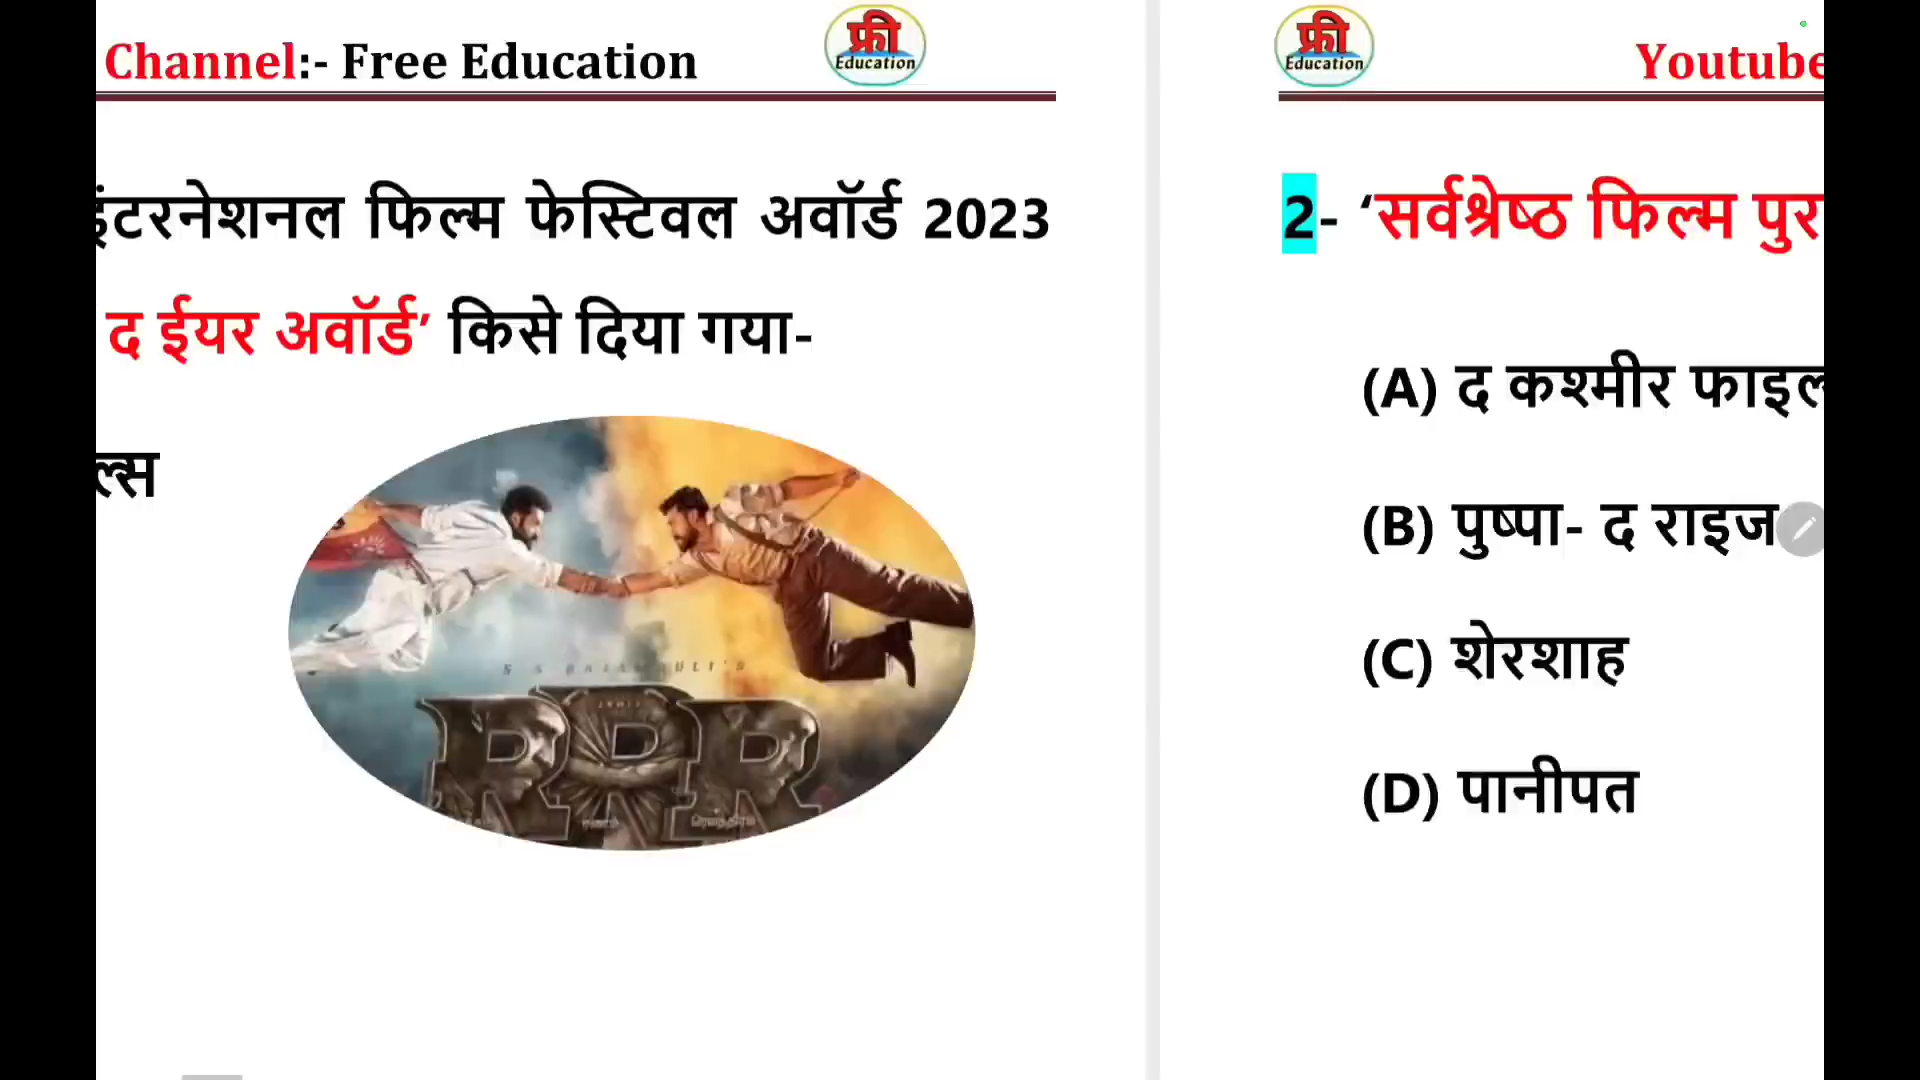 Channel:- Free Education
फ्री
Education
इंटरनेशनल फिल्म फेस्टिवल अवॉर्ड 2023
द ईयर अवॉर्ड’ किसे दिया गया-
ल्स
S S RAJAMOULI'S
RRR
फ्री
Education
Youtube
2- ‘सर्वश्रेष्ठ फिल्म पुर
(A) द कश्मीर फाइल
(B) पुष्पा- द राइज
(C) शेरशाह
(D) पानीपत